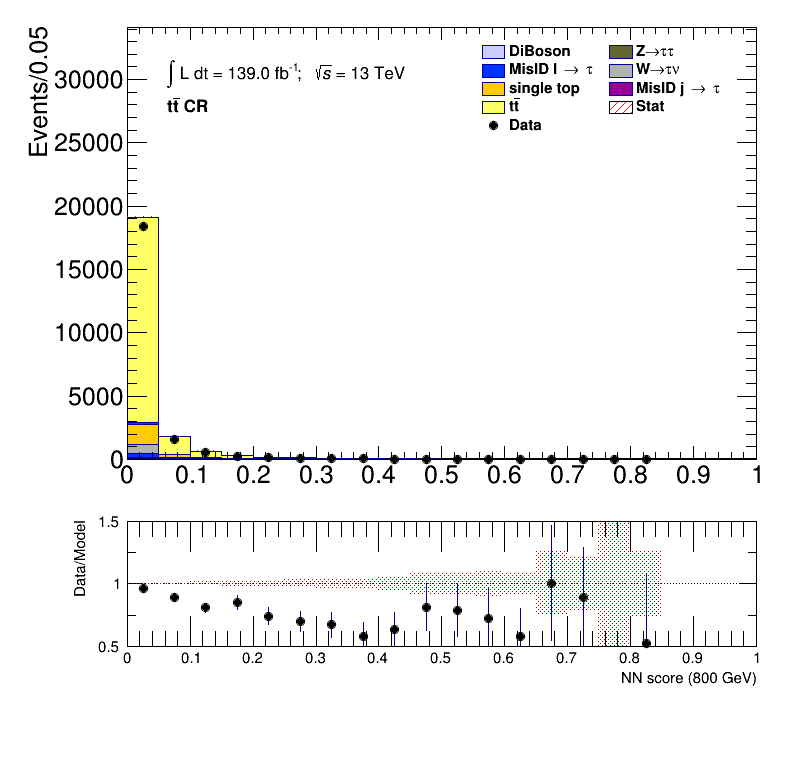 Events/0.05
30000
25000
20000
15000
10000
5000
0
∫ L dt = 139.0 fb⁻¹; √s = 13 TeV
tt̄ CR
DiBoson
MisID l → τ
single top
tt̄
Data
Z→ττ
W→τν
MisID j → τ
Stat
0 0.1 0.2 0.3 0.4 0.5 0.6 0.7 0.8 0.9 1
Data/Model
1.5
1
0.5
0 0.1 0.2 0.3 0.4 0.5 0.6 0.7 0.8 0.9 1
NN score (800 GeV)